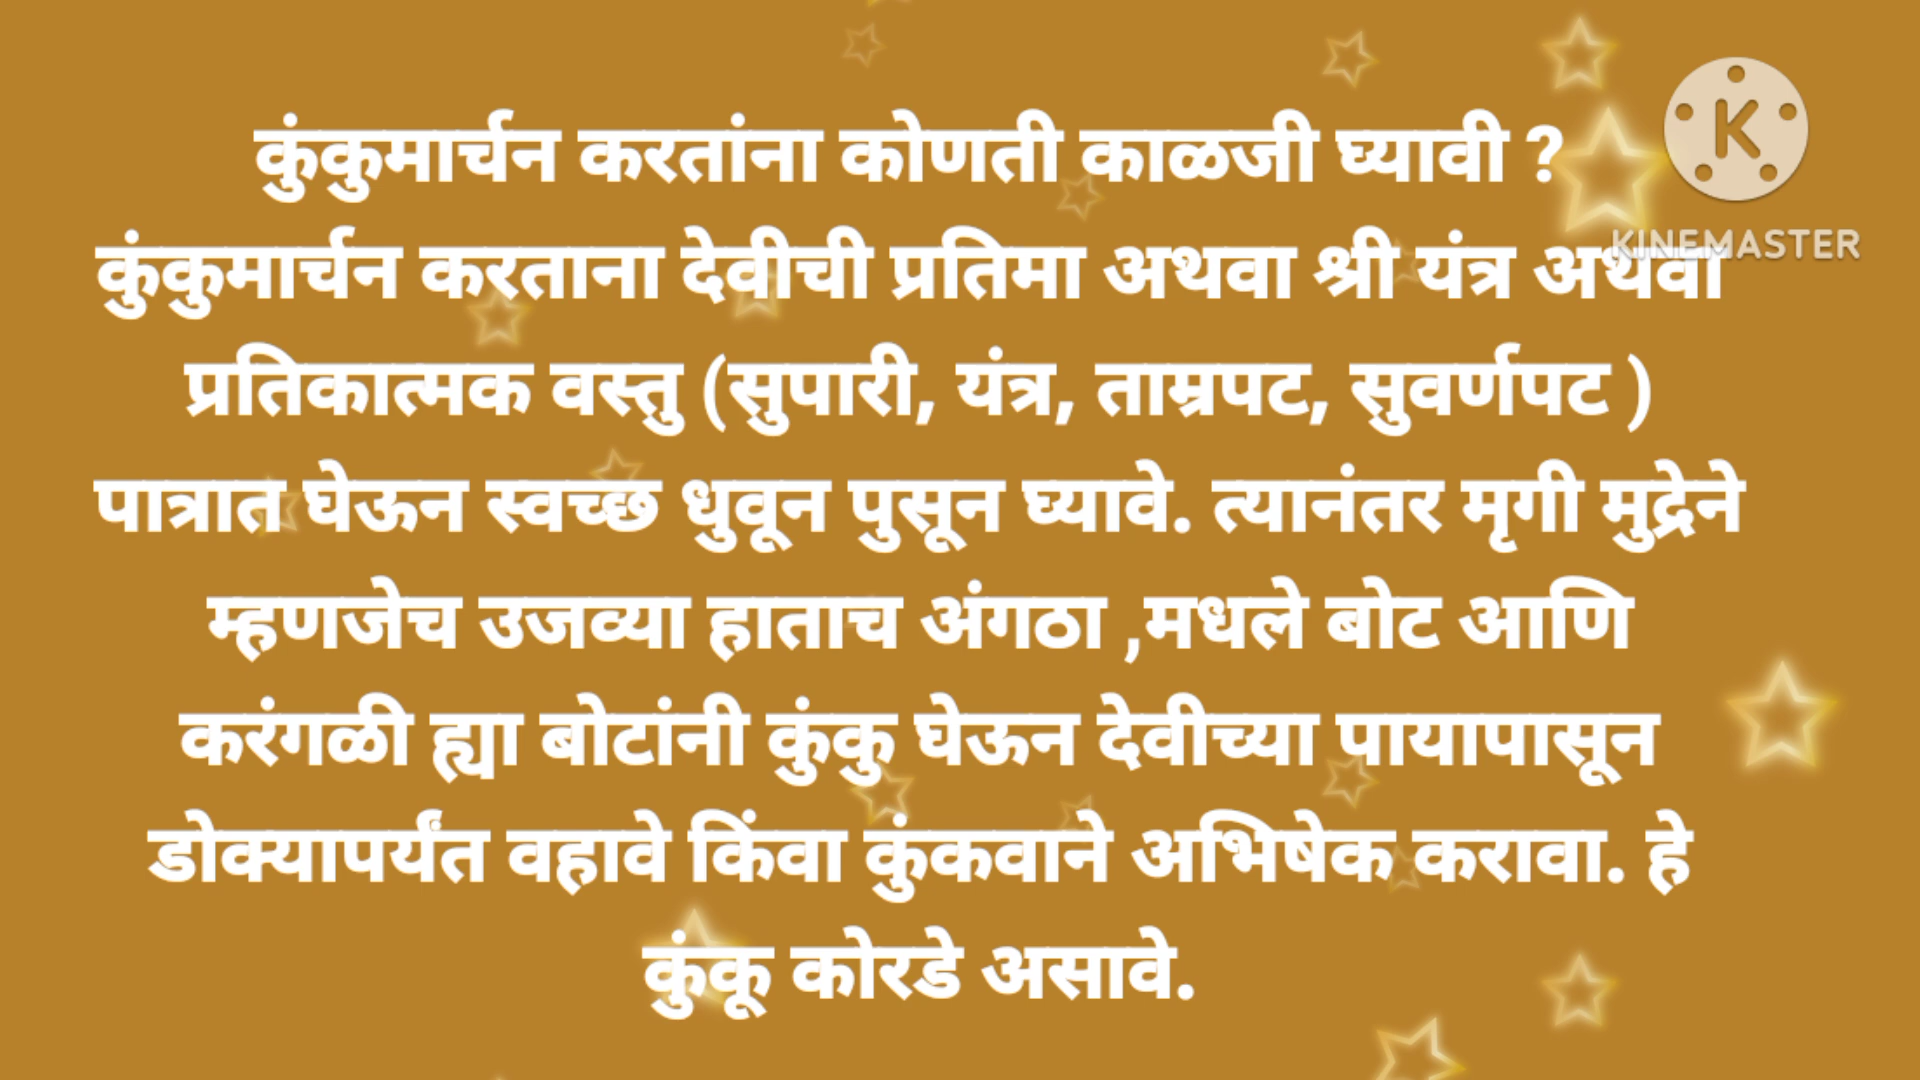 कुंकुमार्चन करतांना कोणती काळजी घ्यावी ?
कुंकुमार्चन करताना देवीची प्रतिमा अथवा श्री यंत्र अथवा
प्रतिकात्मक वस्तु (सुपारी, यंत्र, ताम्रपट, सुवर्णपट )
पात्रात घेऊन स्वच्छ धुवून पुसून घ्यावे. त्यानंतर मृगी मुद्रेने
म्हणजेच उजव्या हाताच अंगठा ,मधले बोट आणि
करंगळी ह्या बोटांनी कुंकु घेऊन देवीच्या पायापासून
डोक्यापर्यंत वहावे किंवा कुंकवाने अभिषेक करावा. हे
कुंकू कोरडे असावे.
K
KINEMASTER